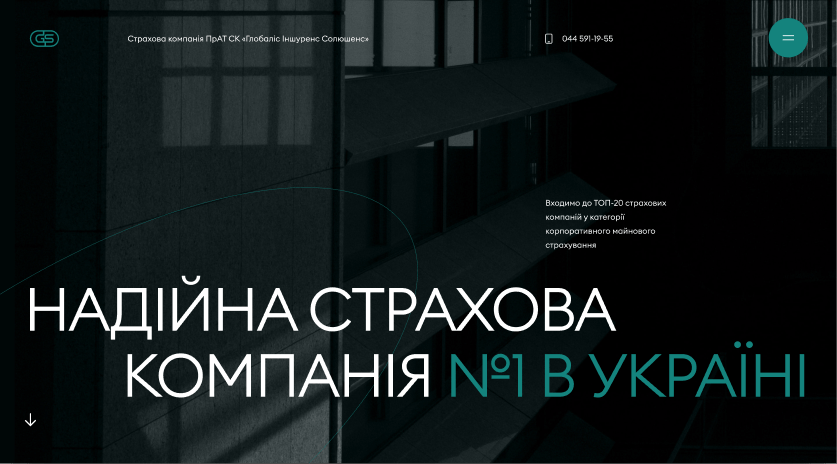 GIS
Страхова компанія ПрАТ СК «Глобаліс Іншуренс Солюшенс»
044 591-19-55
Входимо до ТОП-20 страхових
компаній у категорії
корпоративного майнового
страхування
НАДІЙНА СТРАХОВА
КОМПАНІЯ №1 В УКРАЇНІ